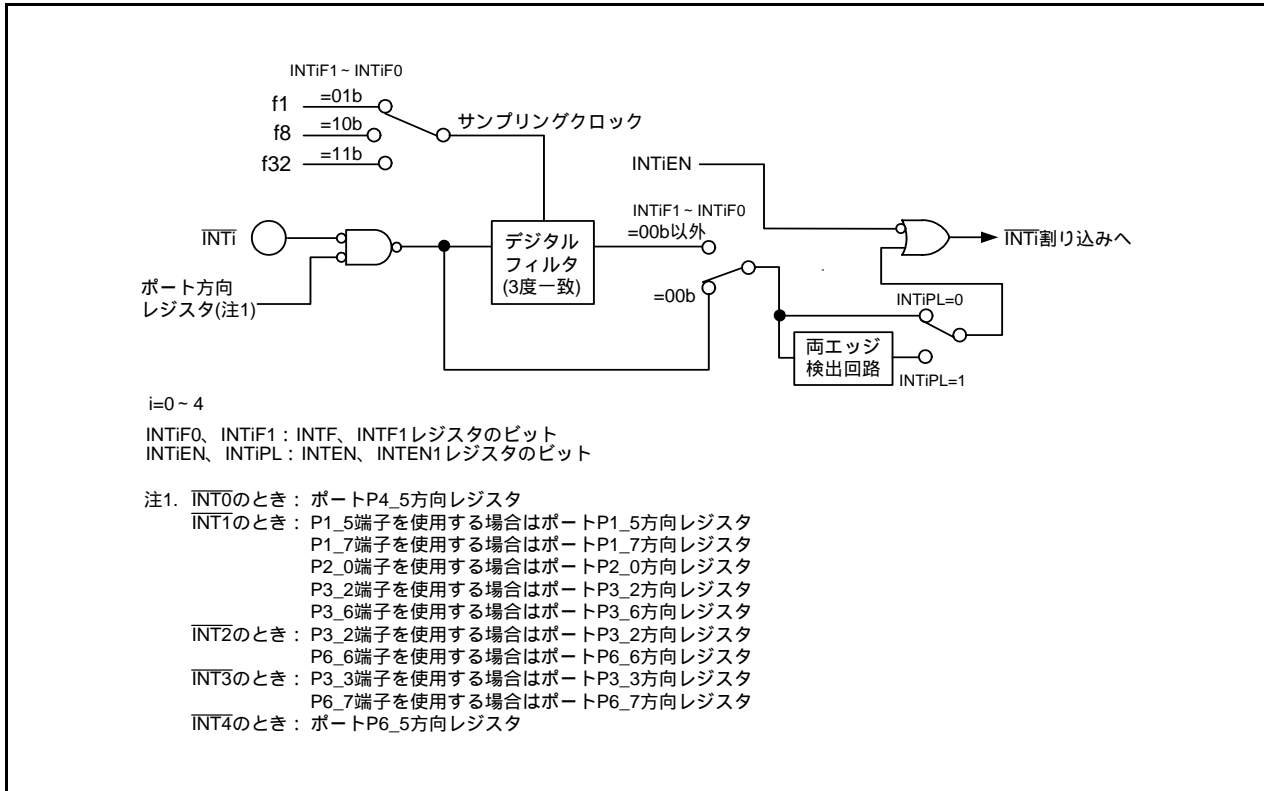 INTiF1~INTiF0
f1 =01b
f8 =10b
f32 =11b
サンプリングクロック
INTiEN
INTi
ポート方向
レジスタ(注1)
デジタル
フィルタ
(3度一致)
INTiF1~INTiF0
=00b以外
=00b
INTi割り込みへ
INTiPL=0
両エッジ
検出回路
INTiPL=1
i=0~4
INTiF0、INTiF1:INTF、INTF1レジスタのビット
INTiEN、INTiPL:INTEN、INTEN1レジスタのビット
注1. INT0のとき:ポートP4_5方向レジスタ
INT1のとき:P1_5端子を使用する場合はポートP1_5方向レジスタ
P1_7端子を使用する場合はポートP1_7方向レジスタ
P2_0端子を使用する場合はポートP2_0方向レジスタ
P3_2端子を使用する場合はポートP3_2方向レジスタ
P3_6端子を使用する場合はポートP3_6方向レジスタ
INT2のとき:P3_2端子を使用する場合はポートP3_2方向レジスタ
P6_6端子を使用する場合はポートP6_6方向レジスタ
INT3のとき:P3_3端子を使用する場合はポートP3_3方向レジスタ
P6_7端子を使用する場合はポートP6_7方向レジスタ
INT4のとき:ポートP6_5方向レジスタ